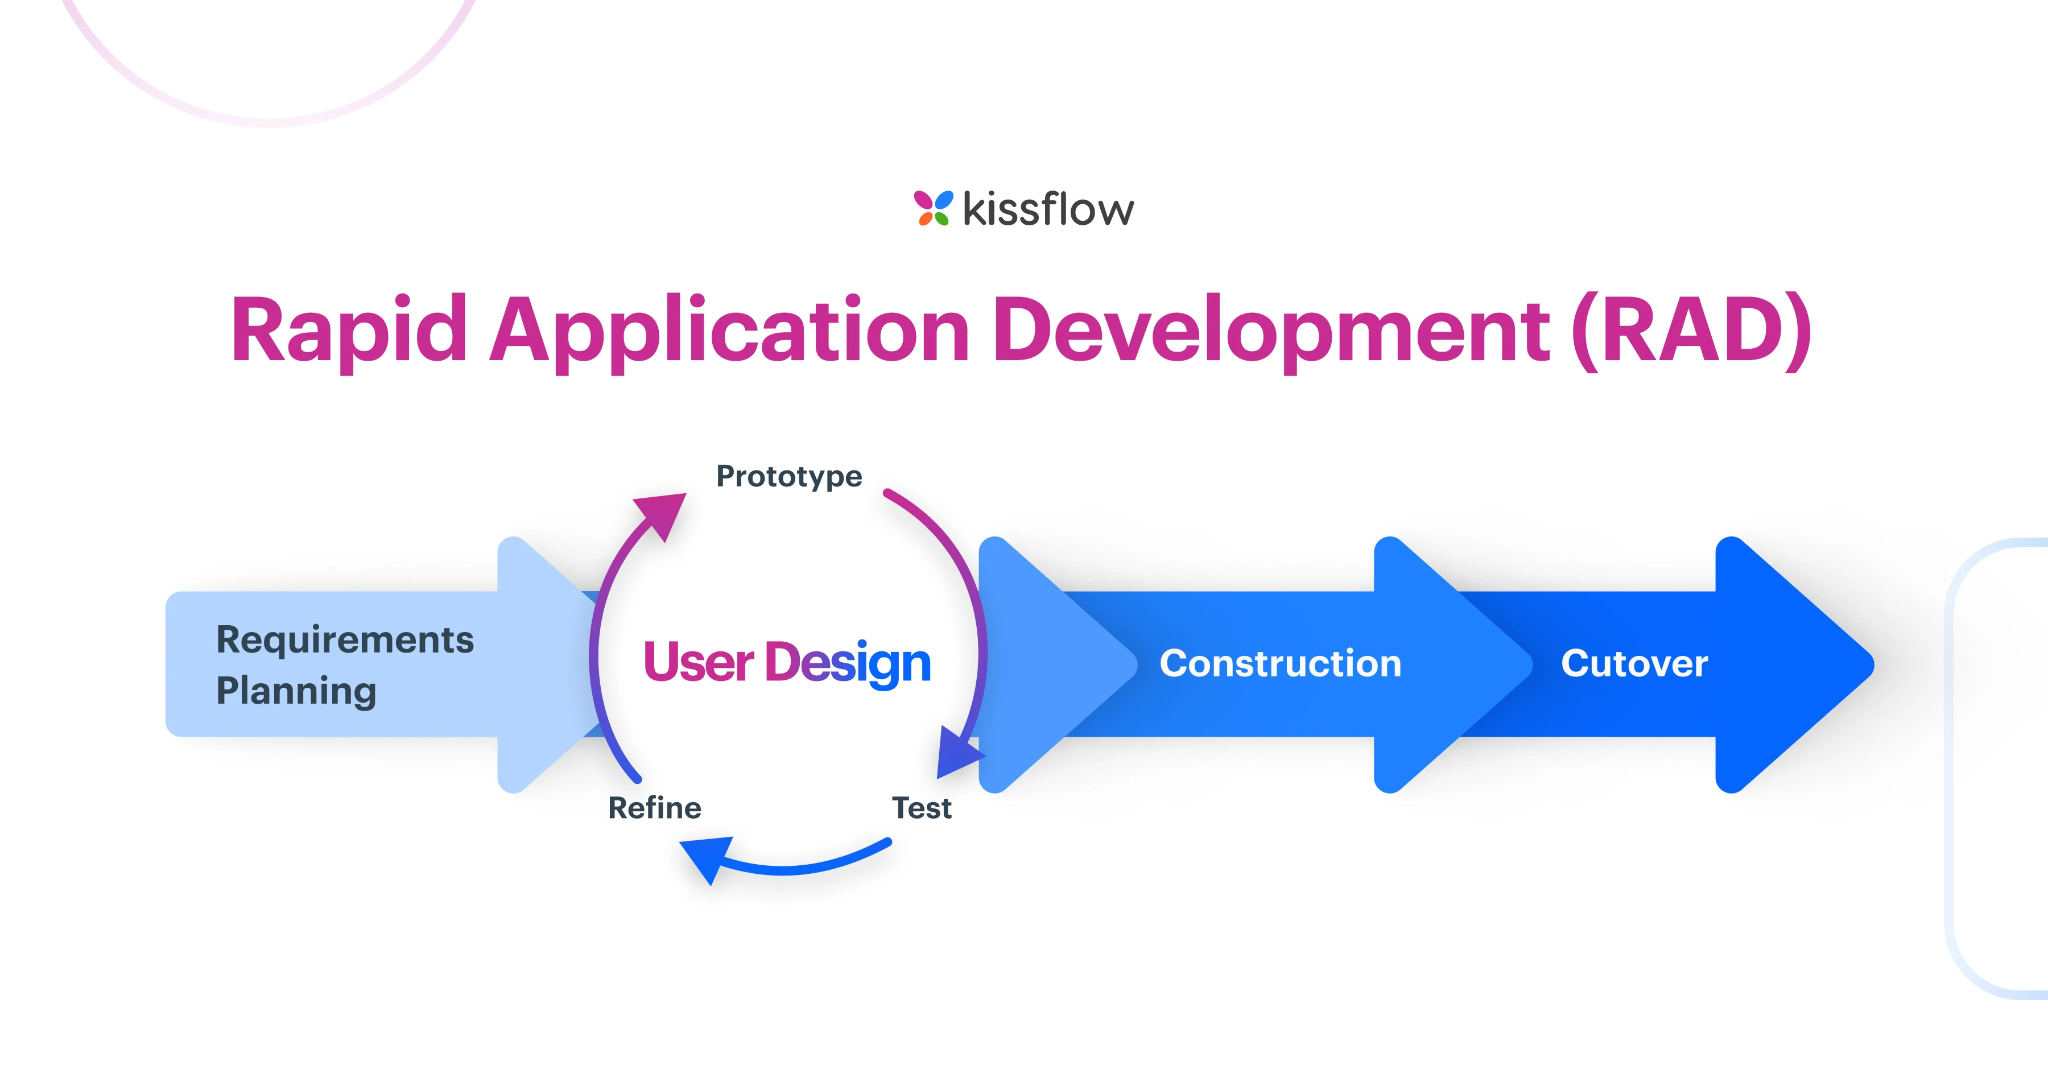 kissflow
Rapid Application Development (RAD)
Prototype
Requirements
Planning
User Design
Construction
Cutover
Refine
Test